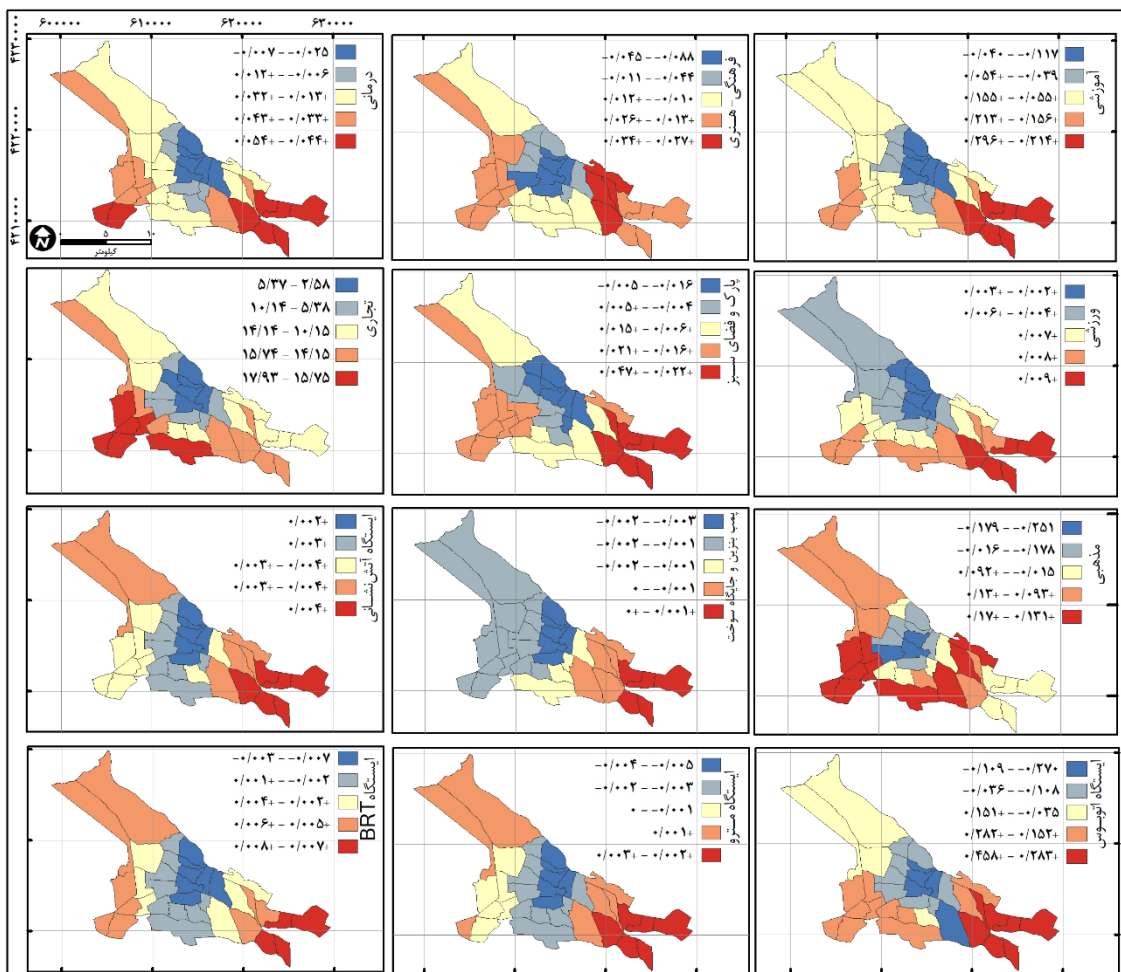 ۶۰۰۰۰۰ ۶۱۰۰۰۰ ۶۲۰۰۰۰ ۶۳۰۰۰۰
۴۲۳۰۰۰۰
۴۲۲۰۰۰۰
۴۲۱۰۰۰۰
آموزشی
-۰/۰۴۰ - -۰/۱۱۷
۰/۰۵۴+ - -۰/۰۳۹
۰/۱۵۵+ - ۰/۰۵۵+
۰/۲۱۳+ - ۰/۱۵۶+
۰/۲۹۶+ - ۰/۲۱۴+
فرهنگی - هنری
-۰/۰۴۵ - -۰/۰۸۸
-۰/۰۱۱ - -۰/۰۴۴
۰/۰۱۲+ - -۰/۰۱۰
۰/۰۲۶+ - ۰/۰۱۳+
۰/۰۳۴+ - ۰/۰۲۷+
درمانی
-۰/۰۰۷ - -۰/۰۲۵
۰/۰۱۲+ - -۰/۰۰۶
۰/۰۳۲+ - ۰/۰۱۳+
۰/۰۴۳+ - ۰/۰۳۳+
۰/۰۵۴+ - ۰/۰۴۴+
N
۰ ۵ ۱۰
کیلومتر
ورزشی
۰/۰۰۳+ - ۰/۰۰۲+
۰/۰۰۶+ - ۰/۰۰۴+
۰/۰۰۷+
۰/۰۰۸+
۰/۰۰۹+
پارک و فضای سبز
-۰/۰۰۵ - -۰/۰۱۶
۰/۰۰۵+ - -۰/۰۰۴
۰/۰۱۵+ - ۰/۰۰۶+
۰/۰۲۱+ - ۰/۰۱۶+
۰/۰۴۷+ - ۰/۰۲۲+
تجاری
۵/۳۷ - ۲/۵۸
۱۰/۱۴ - ۵/۳۸
۱۴/۱۴ - ۱۰/۱۵
۱۵/۷۴ - ۱۴/۱۵
۱۷/۹۳ - ۱۵/۷۵
مذهبی
-۰/۱۷۹ - -۰/۲۵۱
-۰/۰۱۶ - -۰/۱۷۸
۰/۰۹۲+ - -۰/۰۱۵
۰/۱۳+ - ۰/۰۹۳+
۰/۱۷+ - ۰/۱۳۱+
پمپ بنزین و جایگاه سوخت
-۰/۰۰۲ - -۰/۰۰۳
-۰/۰۰۲ - -۰/۰۰۱
-۰/۰۰۲ - -۰/۰۰۱
۰ - -۰/۰۰۱
۰+ - ۰/۰۰۱+
ایستگاه آتش‌نشانی
۰/۰۰۲+
۰/۰۰۳+
۰/۰۰۳+ - ۰/۰۰۴+
۰/۰۰۳+ - ۰/۰۰۴+
۰/۰۰۴+
ایستگاه اتوبوس
-۰/۱۰۹ - -۰/۲۷۰
-۰/۰۳۶ - -۰/۱۰۸
۰/۱۵۱+ - -۰/۰۳۵
۰/۲۸۲+ - ۰/۱۵۲+
۰/۴۵۸+ - ۰/۲۸۳+
ایستگاه مترو
-۰/۰۰۴ - -۰/۰۰۵
-۰/۰۰۲ - -۰/۰۰۳
۰ - -۰/۰۰۱
۰/۰۰۱+
۰/۰۰۳+ - ۰/۰۰۲+
ایستگاه BRT
-۰/۰۰۳ - -۰/۰۰۷
۰/۰۰۱+ - -۰/۰۰۲
۰/۰۰۴+ - ۰/۰۰۲+
۰/۰۰۶+ - ۰/۰۰۵+
۰/۰۰۸+ - ۰/۰۰۷+